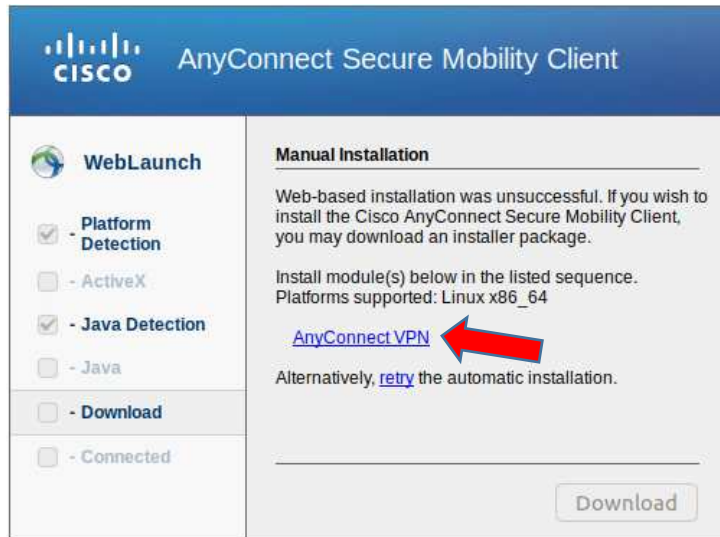 CISCO
AnyConnect Secure Mobility Client
WebLaunch
- Platform
Detection
- ActiveX
- Java Detection
- Java
- Download
- Connected
Manual Installation
Web-based installation was unsuccessful. If you wish to
install the Cisco AnyConnect Secure Mobility Client,
you may download an installer package.
Install module(s) below in the listed sequence.
Platforms supported: Linux x86_64
AnyConnect VPN
Alternatively, retry the automatic installation.
Download